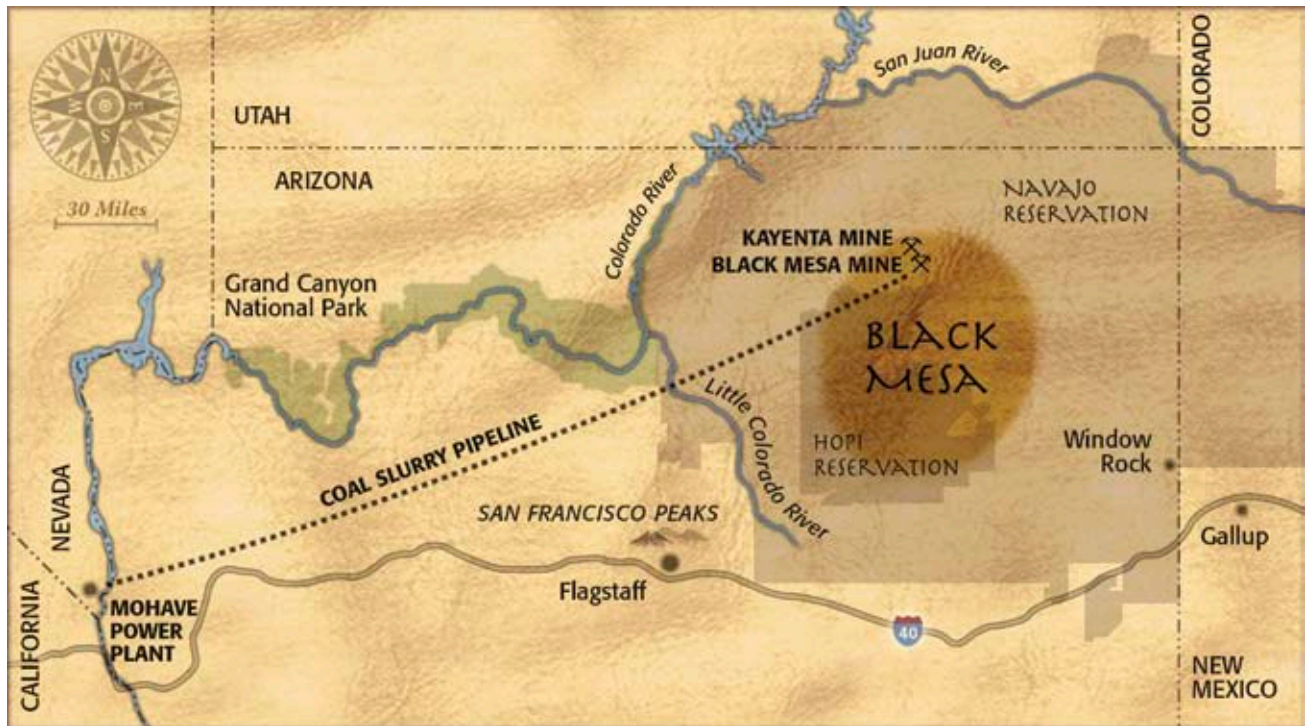 N
E
S
W
30 Miles
UTAH
ARIZONA
COLORADO
San Juan River
Colorado River
NAVAJO
RESERVATION
KAYENTA MINE
BLACK MESA MINE
Grand Canyon
National Park
BLACK
MESA
Little Colorado River
COAL SLURRY PIPELINE
HOPI
RESERVATION
Window
Rock
NEVADA
SAN FRANCISCO PEAKS
Gallup
Flagstaff
CALIFORNIA
MOHAVE
POWER
PLANT
40
NEW
MEXICO